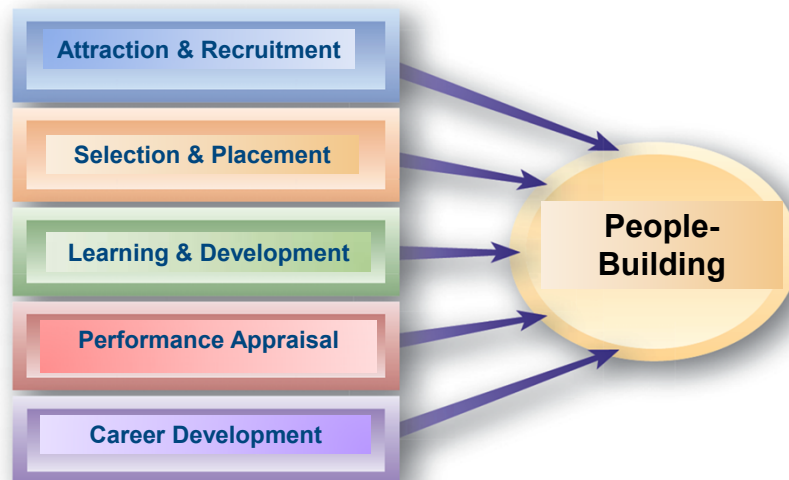 Attraction & Recruitment
Selection & Placement
Learning & Development
Performance Appraisal
Career Development
People-
Building